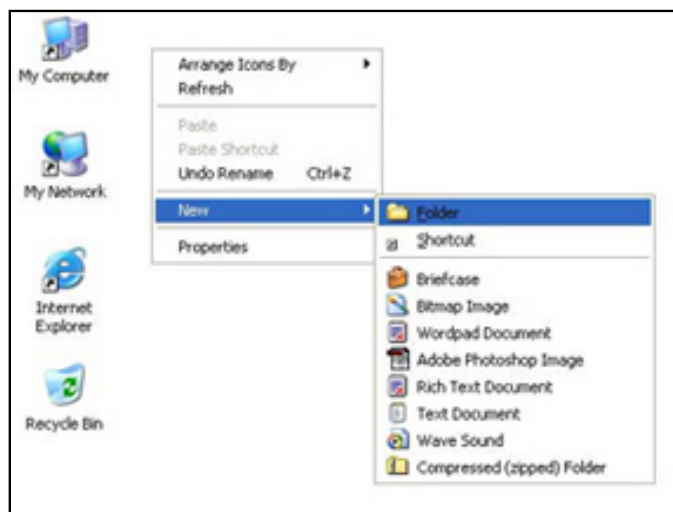 My Computer
My Network
Internet
Explorer
Recycle Bin
Arrange Icons By
Refresh
Paste
Paste Shortcut
Undo Rename Ctrl+Z
New
Properties
Folder
Shortcut
Briefcase
Bitmap Image
Wordpad Document
Adobe Photoshop Image
Rich Text Document
Text Document
Wave Sound
Compressed (zipped) Folder